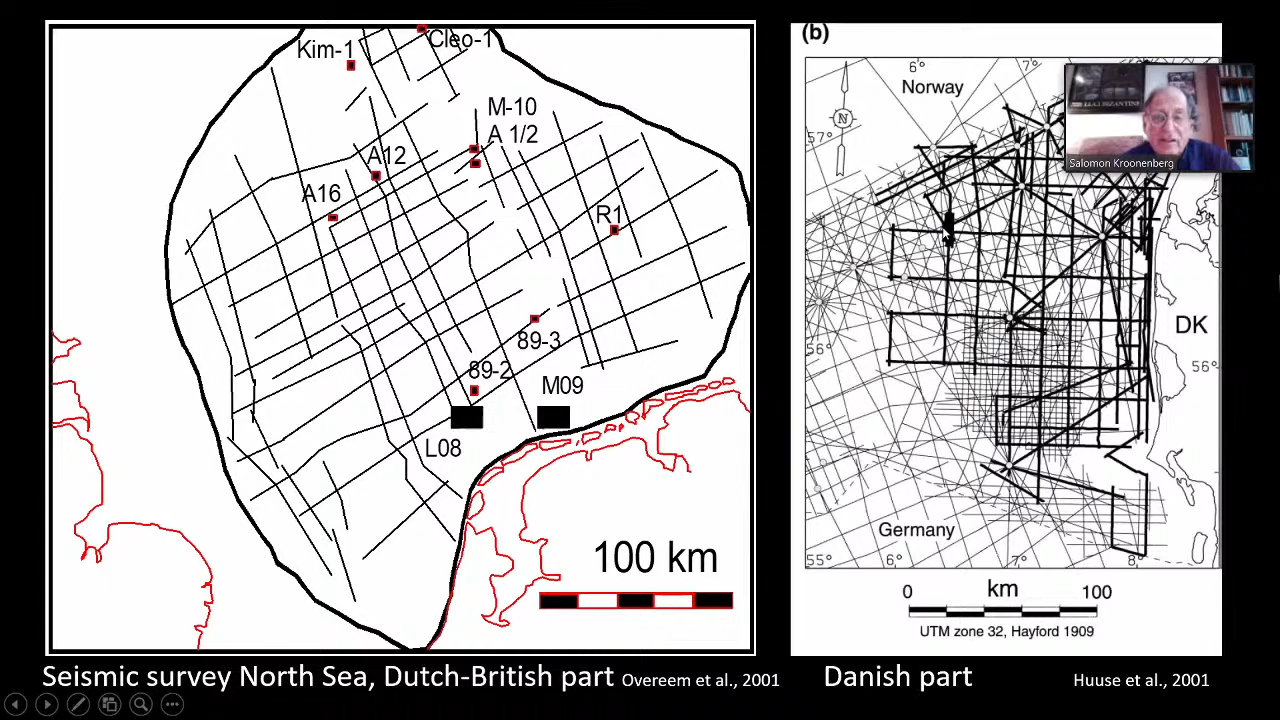 Kim-1
Cleo-1
M-10
A 1/2
A12
A16
R1
89-3
89-2
M09
L08
100 km
(b)
6°
7°
Norway
N
57°
LEAJ BIZANTINE
Salomon Kroonenberg
DK
56°
56°
Germany
55°
6°
7°
8°
0 km 100
UTM zone 32, Hayford 1909
Seismic survey North Sea, Dutch-British part Overeem et al., 2001
Danish part Huuse et al., 2001